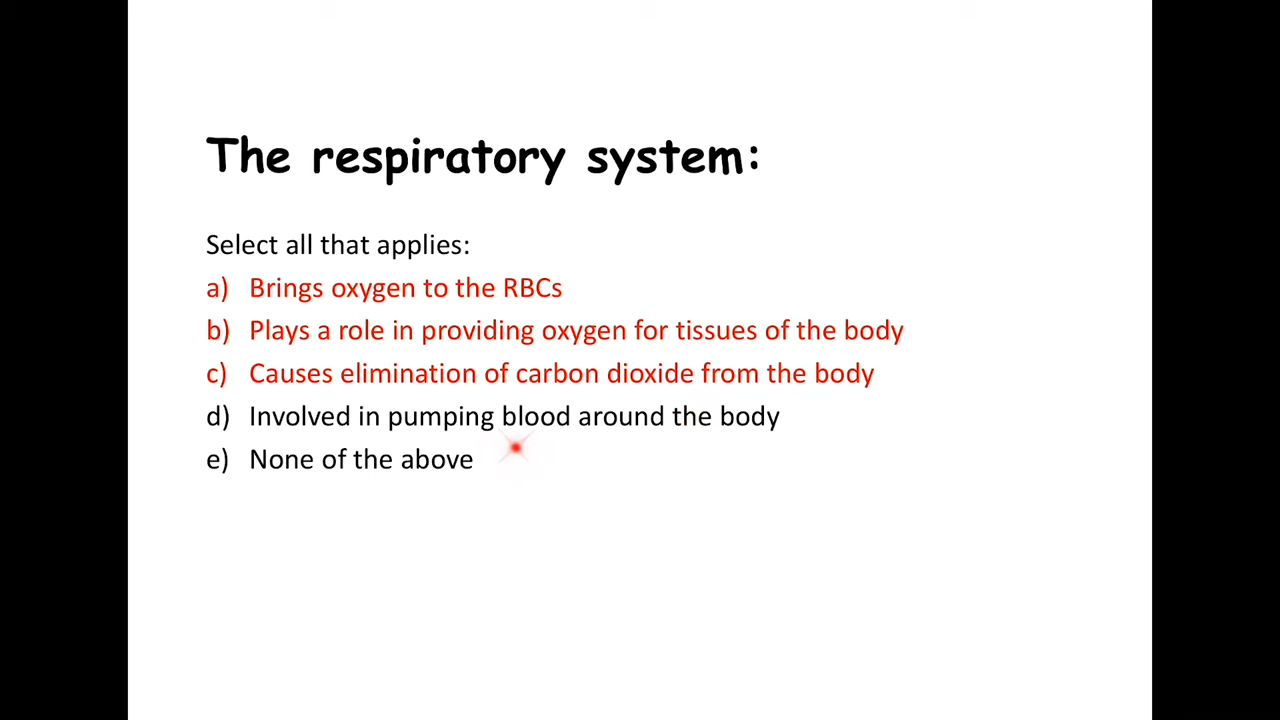 The respiratory system:
Select all that applies:
a) Brings oxygen to the RBCs
b) Plays a role in providing oxygen for tissues of the body
c) Causes elimination of carbon dioxide from the body
d) Involved in pumping blood around the body
e) None of the above